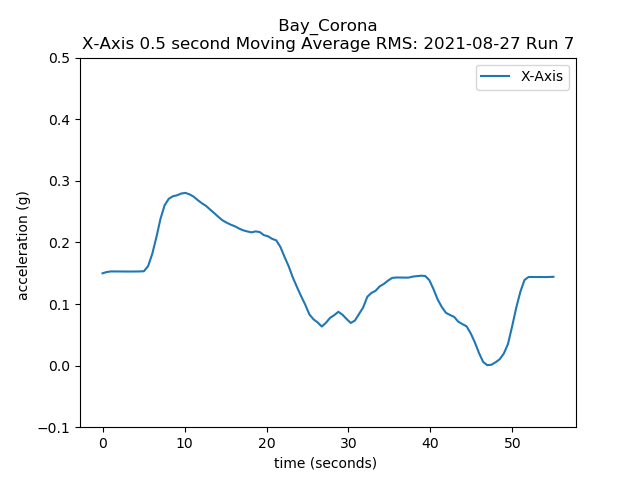 Bay_Corona
X-Axis 0.5 second Moving Average RMS: 2021-08-27 Run 7
X-Axis
0.5
0.4
0.3
0.2
0.1
0.0
−0.1
acceleration (g)
0 10 20 30 40 50
time (seconds)